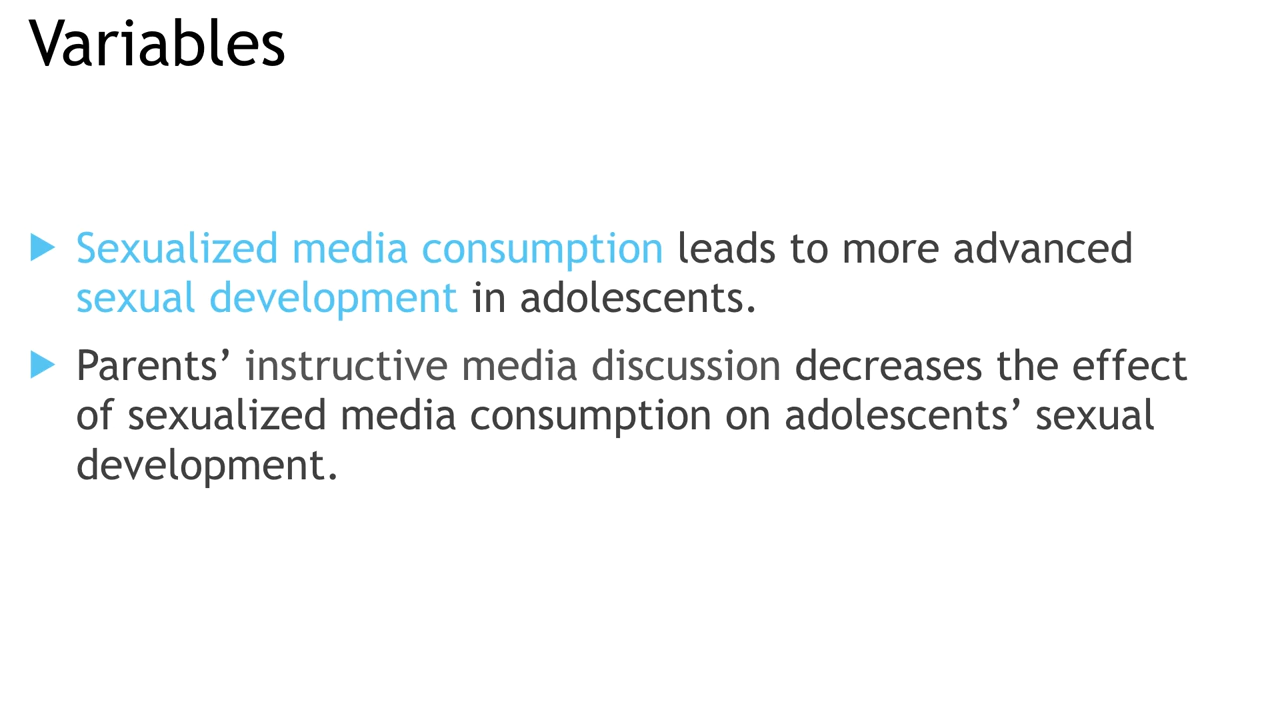 Variables
Sexualized media consumption leads to more advanced
sexual development in adolescents.
Parents’ instructive media discussion decreases the effect
of sexualized media consumption on adolescents’ sexual
development.